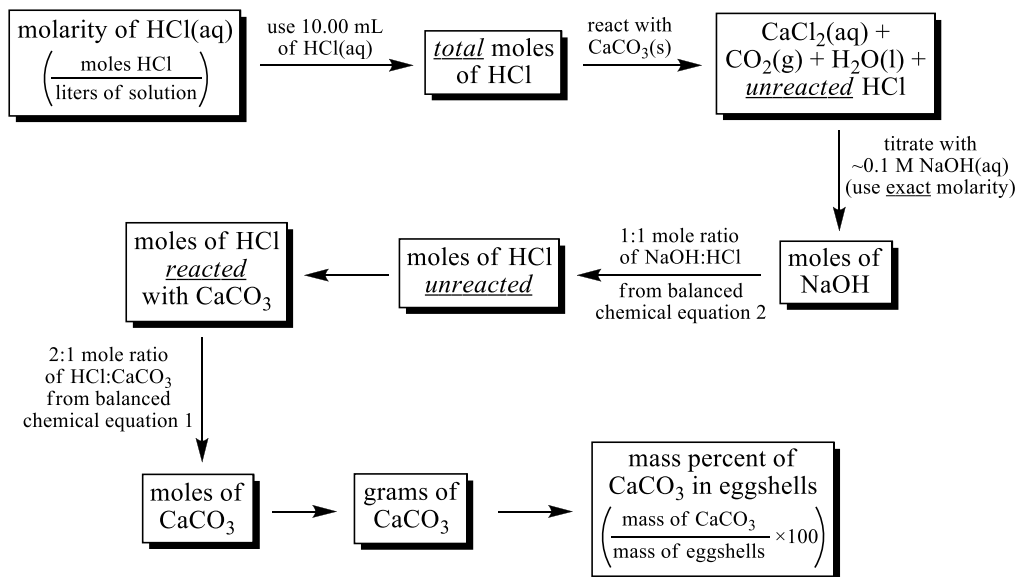 molarity of HCl(aq)
(moles HCl / liters of solution)
use 10.00 mL
of HCl(aq)
total moles
of HCl
react with
CaCO₃(s)
CaCl₂(aq) +
CO₂(g) + H₂O(l) +
unreacted HCl
titrate with
~0.1 M NaOH(aq)
(use exact molarity)
moles of
NaOH
1:1 mole ratio
of NaOH:HCl
from balanced
chemical equation 2
moles of HCl
unreacted
moles of HCl
reacted
with CaCO₃
2:1 mole ratio
of HCl:CaCO₃
from balanced
chemical equation 1
moles of
CaCO₃
grams of
CaCO₃
mass percent of
CaCO₃ in eggshells
(mass of CaCO₃ / mass of eggshells ×100)